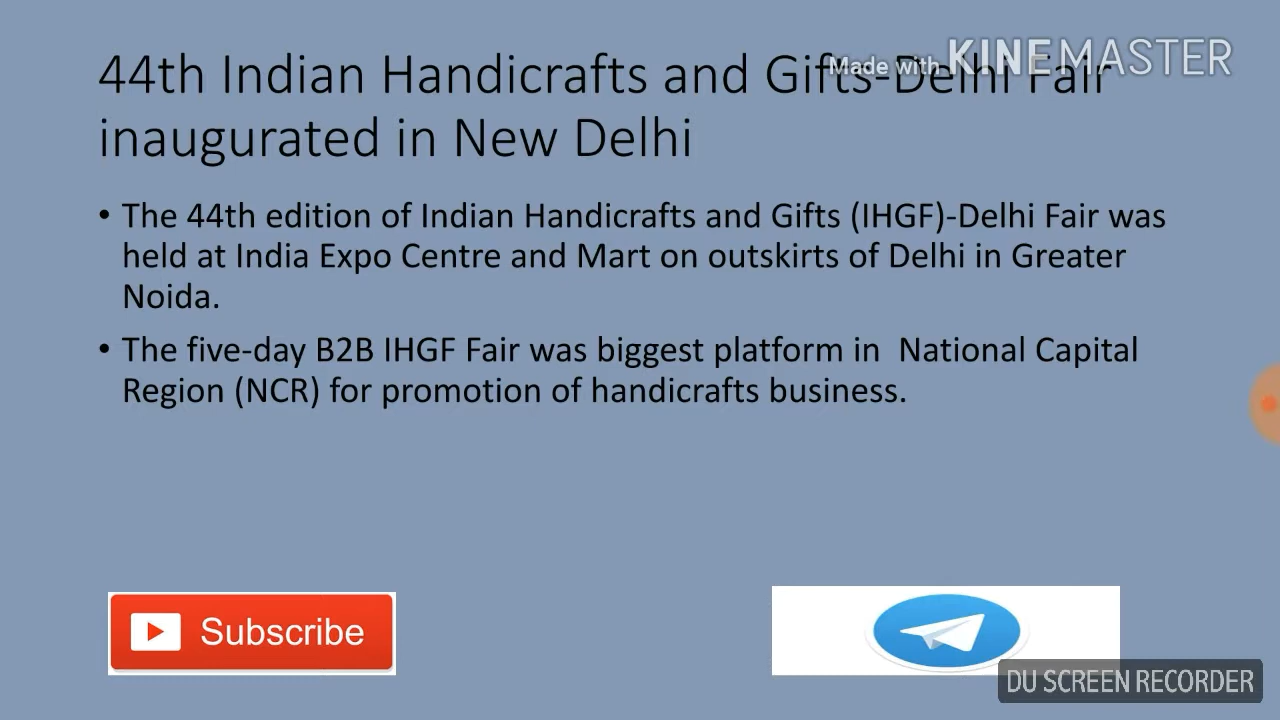 44th Indian Handicrafts and Gifts-Delhi Fair
Made with KINEMASTER
inaugurated in New Delhi
• The 44th edition of Indian Handicrafts and Gifts (IHGF)-Delhi Fair was
held at India Expo Centre and Mart on outskirts of Delhi in Greater
Noida.
• The five-day B2B IHGF Fair was biggest platform in  National Capital
Region (NCR) for promotion of handicrafts business.
Subscribe
DU SCREEN RECORDER